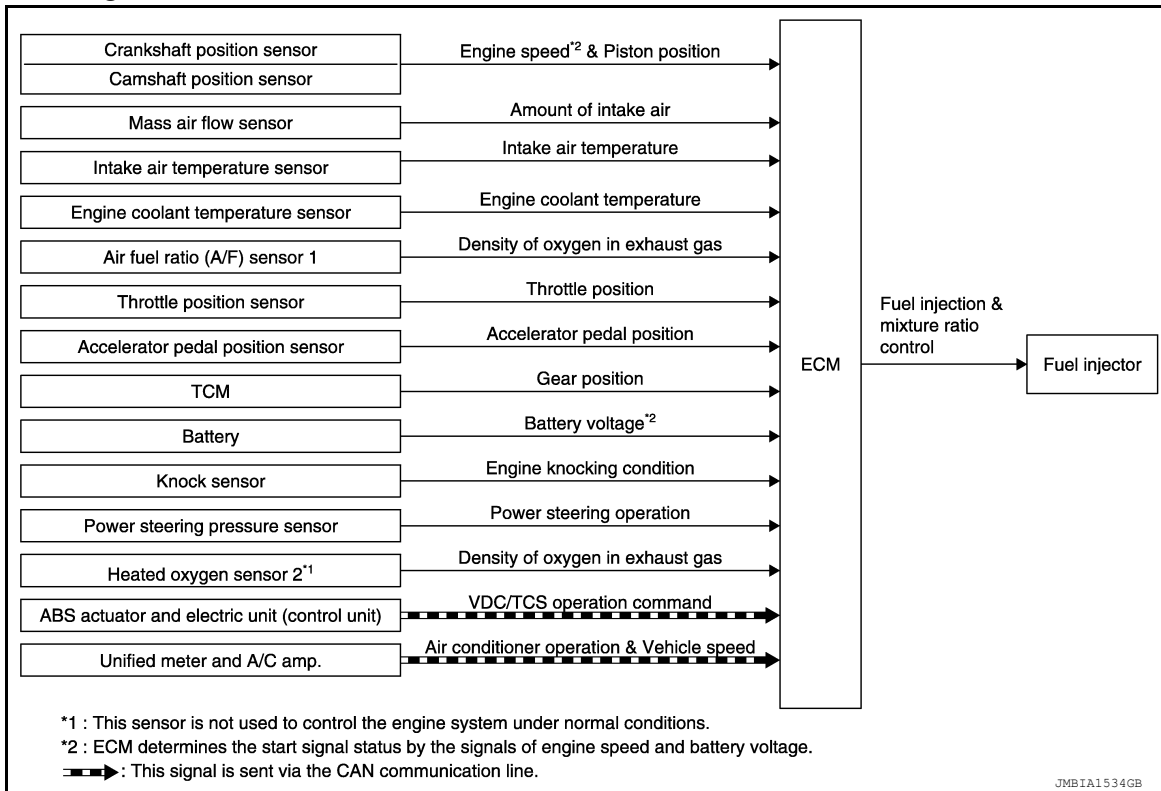 Crankshaft position sensor
Camshaft position sensor
Engine speed*2 & Piston position
Mass air flow sensor
Amount of intake air
Intake air temperature sensor
Intake air temperature
Engine coolant temperature sensor
Engine coolant temperature
Air fuel ratio (A/F) sensor 1
Density of oxygen in exhaust gas
Throttle position sensor
Throttle position
Accelerator pedal position sensor
Accelerator pedal position
TCM
Gear position
Battery
Battery voltage*2
Knock sensor
Engine knocking condition
Power steering pressure sensor
Power steering operation
Heated oxygen sensor 2*1
Density of oxygen in exhaust gas
ABS actuator and electric unit (control unit)
VDC/TCS operation command
Unified meter and A/C amp.
Air conditioner operation & Vehicle speed
ECM
Fuel injection &
mixture ratio
control
Fuel injector
*1 : This sensor is not used to control the engine system under normal conditions.
*2 : ECM determines the start signal status by the signals of engine speed and battery voltage.
: This signal is sent via the CAN communication line.
JMBIA1534GB